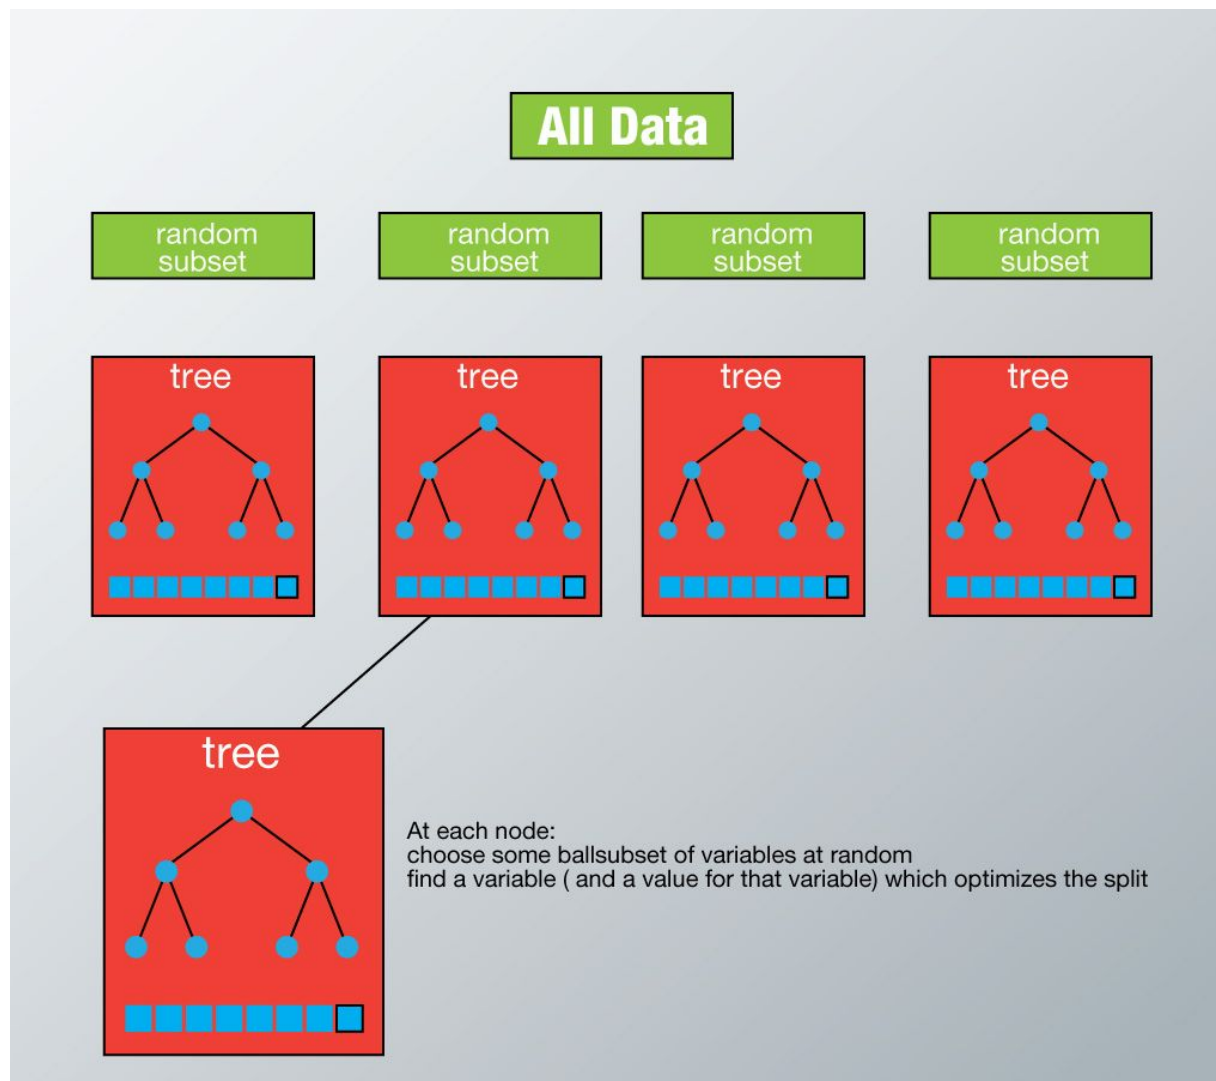 All Data
random
subset
random
subset
random
subset
random
subset
tree
tree
tree
tree
tree
At each node:
choose some ballsubset of variables at random
find a variable ( and a value for that variable) which optimizes the split